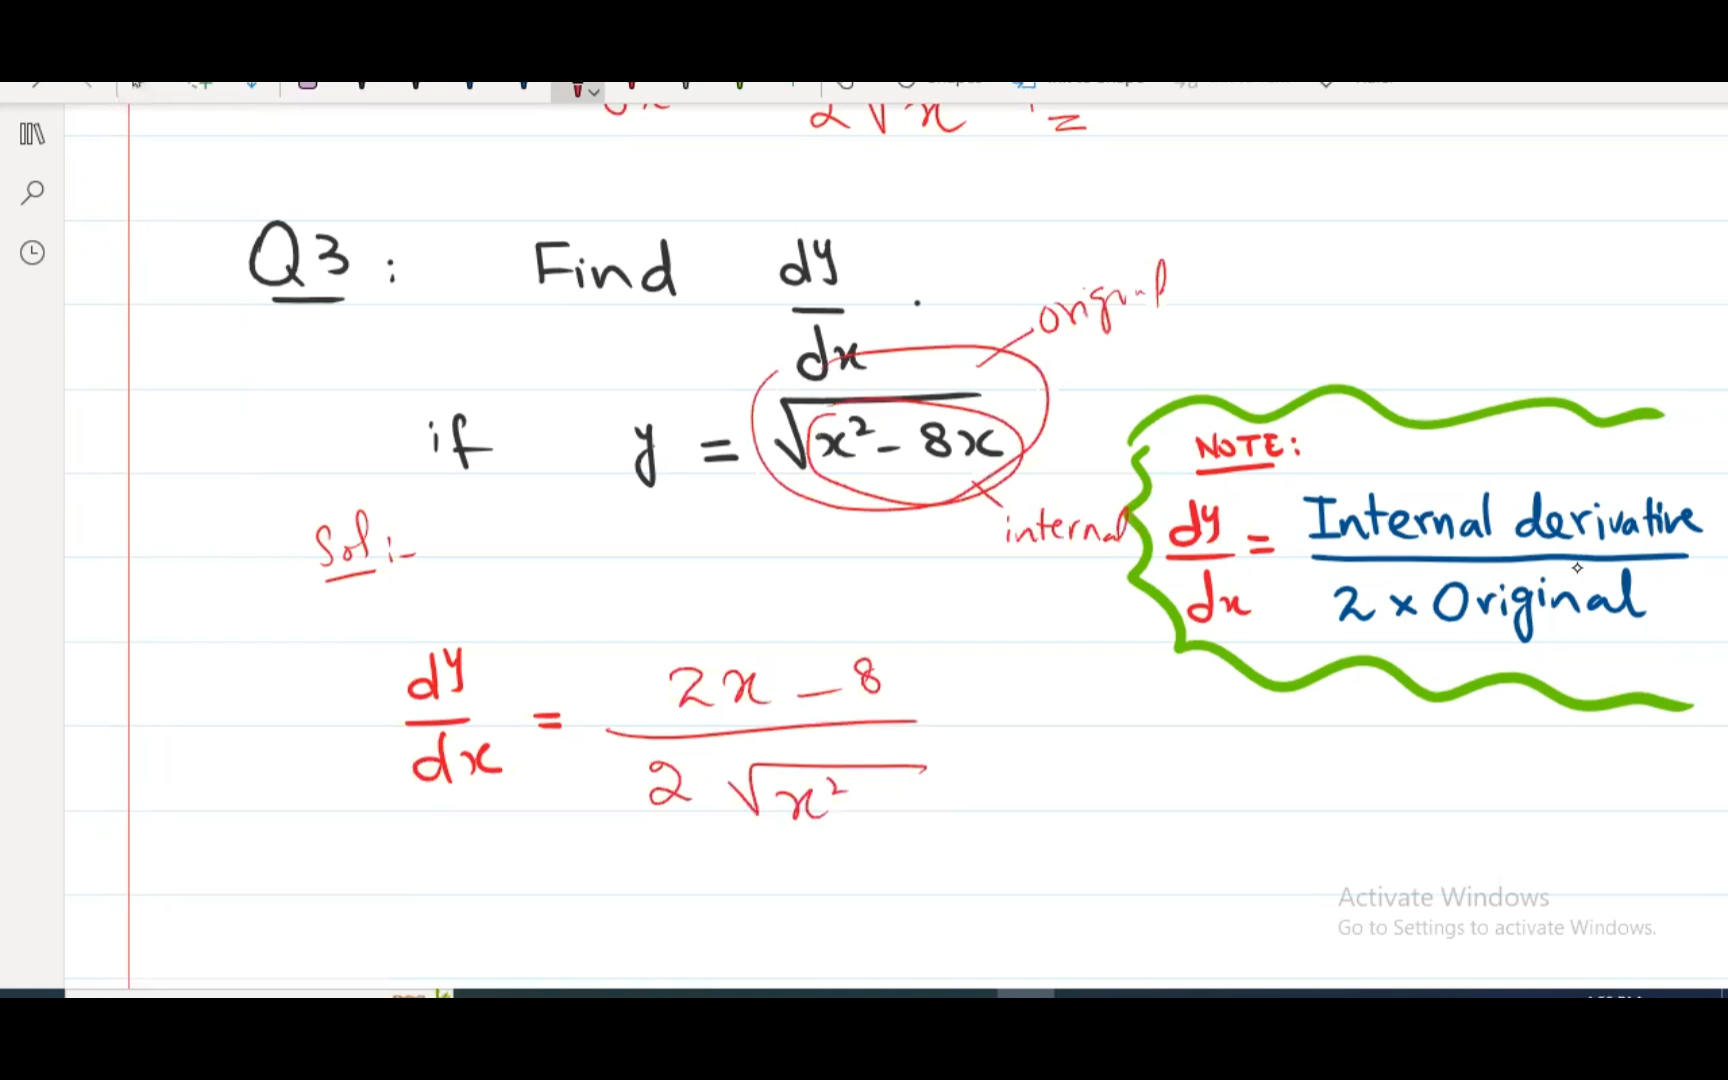 2√x
Q3: Find dy/dx.
if y = √(x² - 8x)
original
internal
Sol:-
dy/dx = (2x - 8)/(2√x²
NOTE:
dy/dx = Internal derivative / 2 × Original
Activate Windows
Go to Settings to activate Windows.